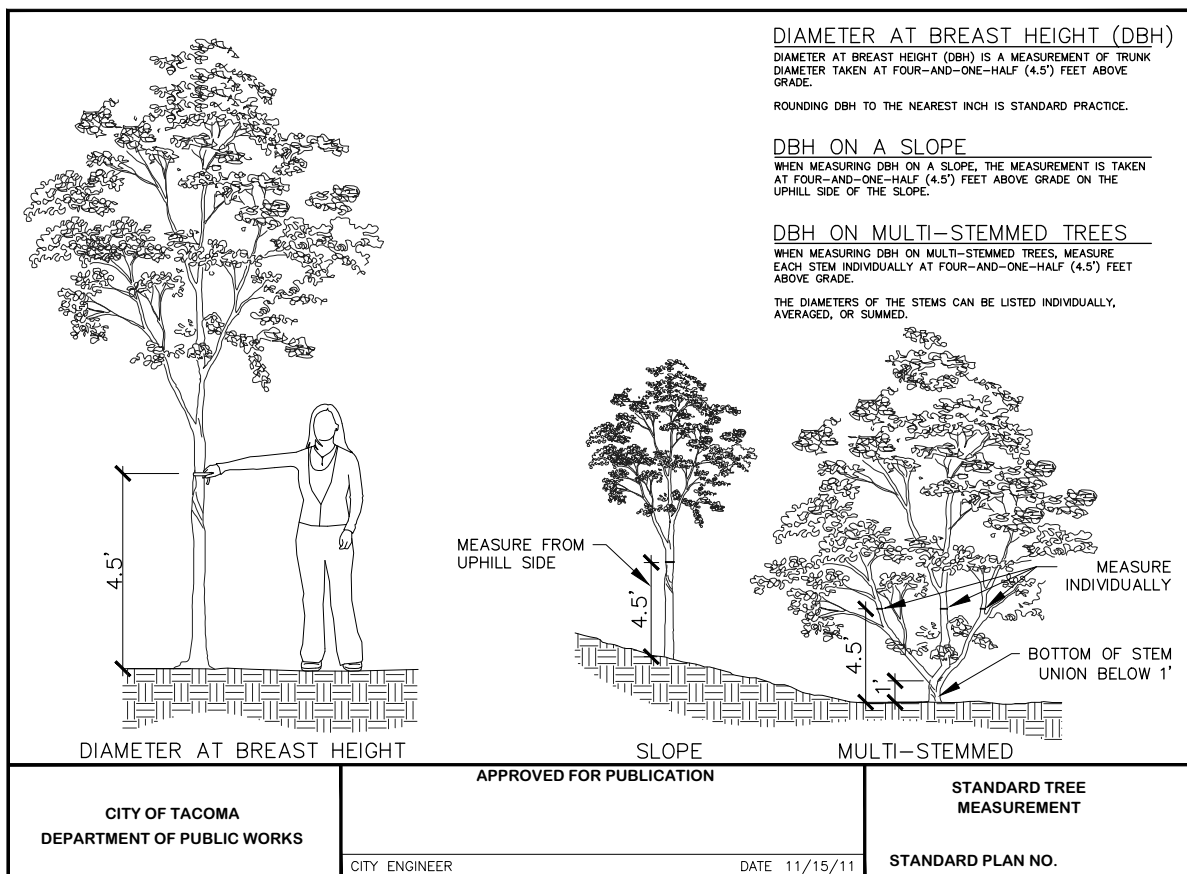 DIAMETER AT BREAST HEIGHT (DBH)
DIAMETER AT BREAST HEIGHT (DBH) IS A MEASUREMENT OF TRUNK
DIAMETER TAKEN AT FOUR-AND-ONE-HALF (4.5') FEET ABOVE
GRADE.
ROUNDING DBH TO THE NEAREST INCH IS STANDARD PRACTICE.
DBH ON A SLOPE
WHEN MEASURING DBH ON A SLOPE, THE MEASUREMENT IS TAKEN
AT FOUR-AND-ONE-HALF (4.5') FEET ABOVE GRADE ON THE
UPHILL SIDE OF THE SLOPE.
DBH ON MULTI-STEMMED TREES
WHEN MEASURING DBH ON MULTI-STEMMED TREES, MEASURE
EACH STEM INDIVIDUALLY AT FOUR-AND-ONE-HALF (4.5') FEET
ABOVE GRADE.
THE DIAMETERS OF THE STEMS CAN BE LISTED INDIVIDUALLY,
AVERAGED, OR SUMMED.
4.5'
DIAMETER AT BREAST HEIGHT
MEASURE FROM
UPHILL SIDE
4.5'
SLOPE
MEASURE
INDIVIDUALLY
4.5'
1'
BOTTOM OF STEM
UNION BELOW 1'
MULTI-STEMMED
CITY OF TACOMA
DEPARTMENT OF PUBLIC WORKS
APPROVED FOR PUBLICATION
CITY ENGINEER
DATE 11/15/11
STANDARD TREE
MEASUREMENT
STANDARD PLAN NO.